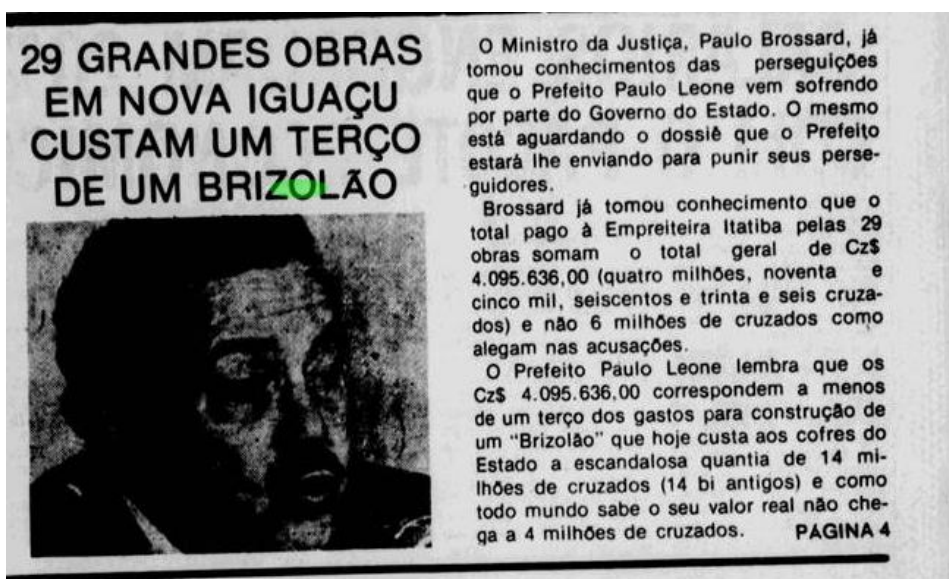 29 GRANDES OBRAS
EM NOVA IGUAÇU
CUSTAM UM TERÇO
DE UM BRIZOLÃO
O Ministro da Justiça, Paulo Brossard, já
tomou conhecimentos das perseguições
que o Prefeito Paulo Leone vem sofrendo
por parte do Governo do Estado. O mesmo
está aguardando o dossiê que o Prefeito
estará lhe enviando para punir seus perse-
guidores.
Brossard já tomou conhecimento que o
total pago à Empreiteira Itatiba pelas 29
obras somam o total geral de Cz$
4.095.636,00 (quatro milhões, noventa e
cinco mil, seiscentos e trinta e seis cruza-
dos) e não 6 milhões de cruzados como
alegam nas acusações.
O Prefeito Paulo Leone lembra que os
Cz$ 4.095.636,00 correspondem a menos
de um terço dos gastos para construção de
um "Brizolão" que hoje custa aos cofres do
Estado a escandalosa quantia de 14 mi-
lhões de cruzados (14 bi antigos) e como
todo mundo sabe o seu valor real não che-
ga a 4 milhões de cruzados. PÁGINA 4